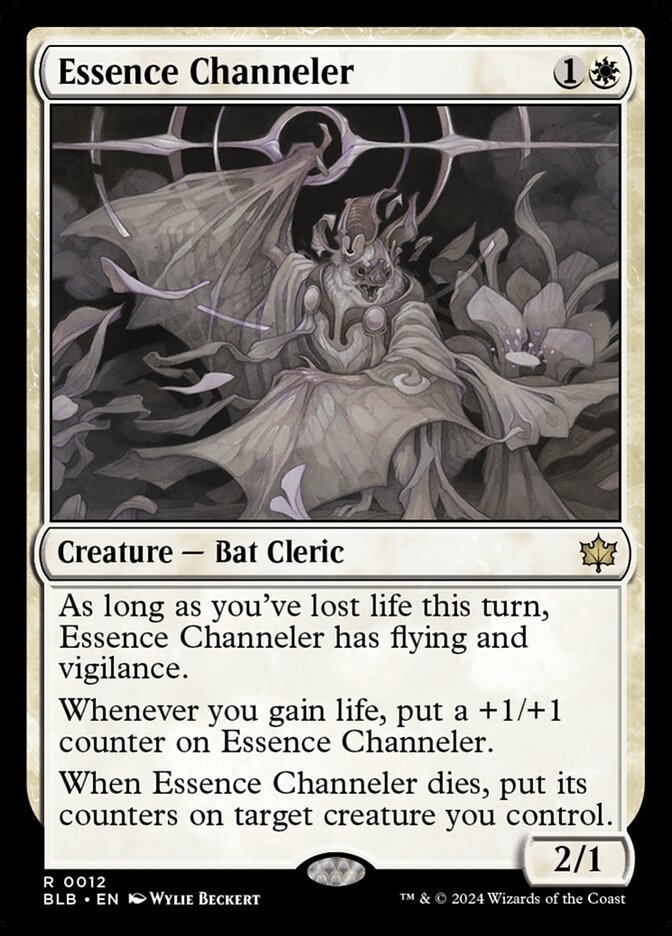 Essence Channeler 1
Creature — Bat Cleric
As long as you've lost life this turn,
Essence Channeler has flying and
vigilance.
Whenever you gain life, put a +1/+1
counter on Essence Channeler.
When Essence Channeler dies, put its
counters on target creature you control.
2/1
R 0012
BLB • EN Wylie Beckert
™ & © 2024 Wizards of the Coast